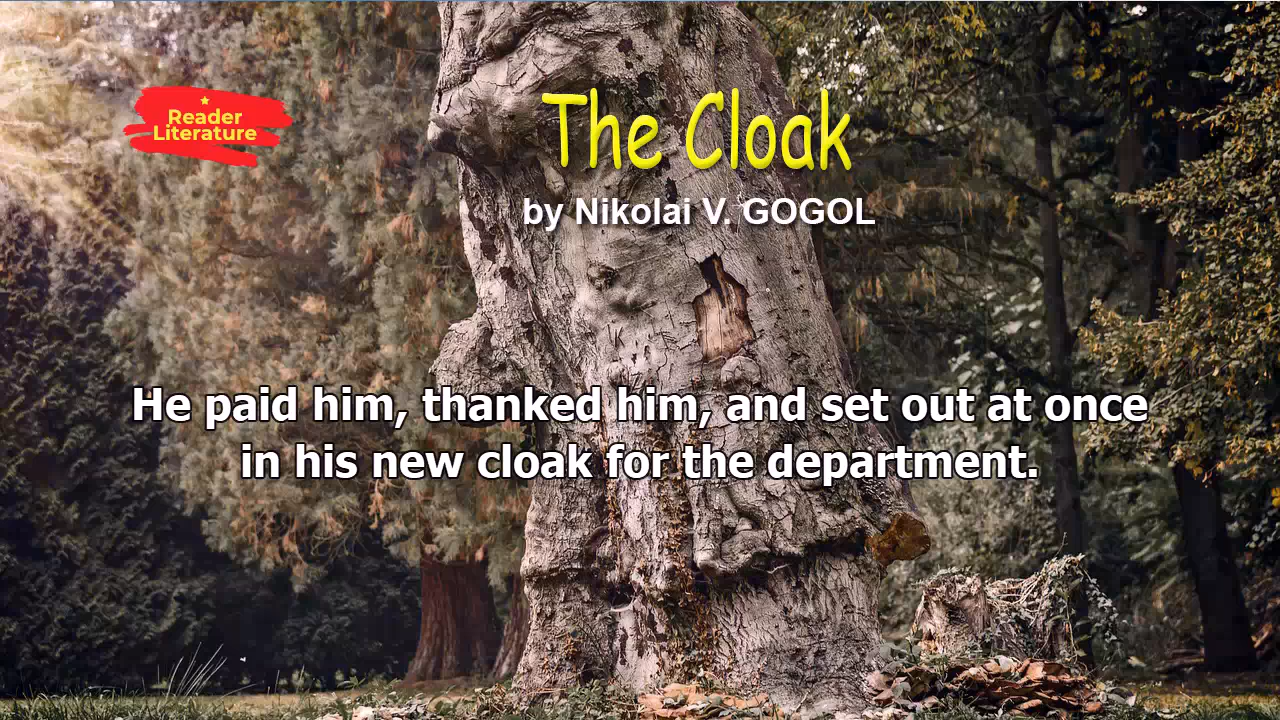 Reader
Literature
The Cloak
by Nikolai V. GOGOL
He paid him, thanked him, and set out at once
in his new cloak for the department.